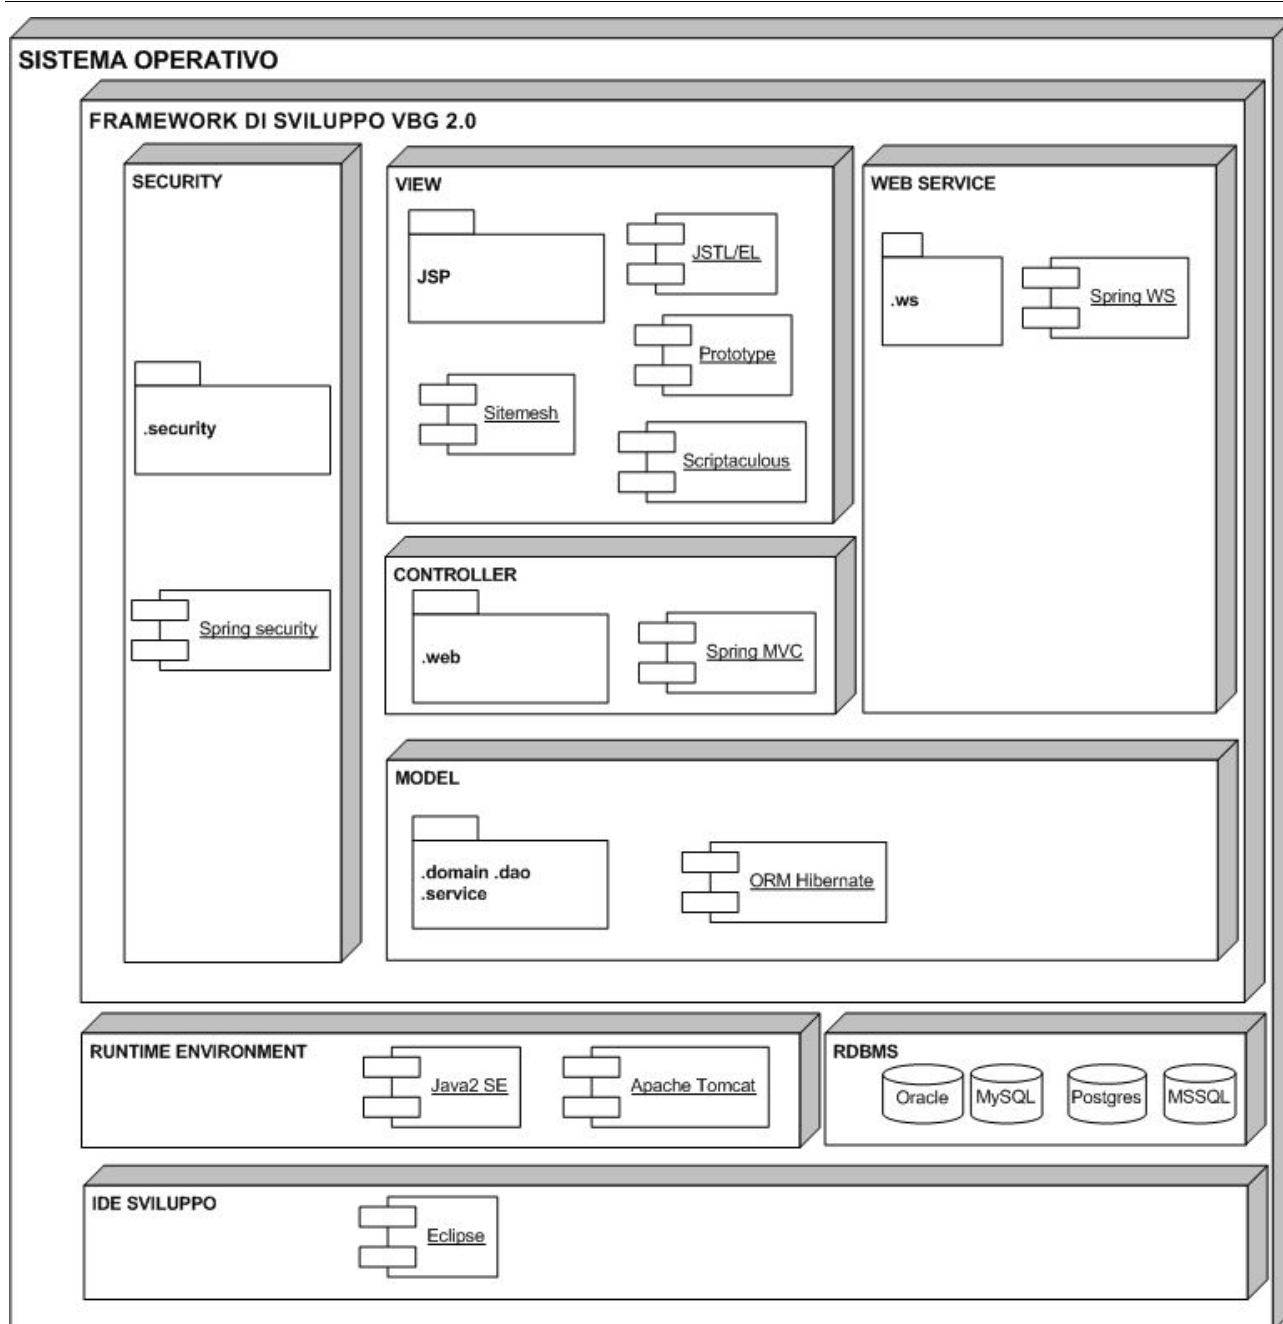 SISTEMA OPERATIVO
FRAMEWORK DI SVILUPPO VBG 2.0
SECURITY
.security
Spring security
VIEW
JSP
JSTL/EL
Prototype
Sitemesh
Scriptaculous
WEB SERVICE
.ws
Spring WS
CONTROLLER
.web
Spring MVC
MODEL
.domain .dao
.service
ORM Hibernate
RUNTIME ENVIRONMENT
Java2 SE
Apache Tomcat
RDBMS
Oracle
MySQL
Postgres
MSSQL
IDE SVILUPPO
Eclipse